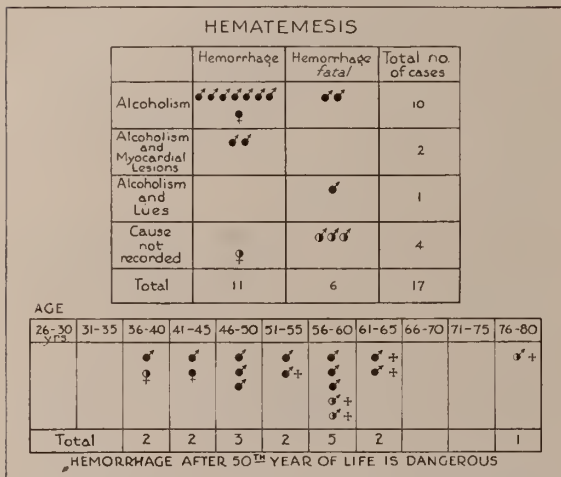 HEMATEMESIS
Hemorrhage Hemorrhage Total no.
fatal of cases
Alcoholism ♂♂♂♂♂♂♂ ♂♂ 10
♀
Alcoholism ♂♂
and 2
Myocardial
Lesions
Alcoholism ♂
and 1
Lues
Cause ♂♂♂
not 4
recorded ♀
Total 11 6 17
AGE
26-30 31-35 36-40 41-45 46-50 51-55 56-60 61-65 66-70 71-75 76-80
yrs.
♂ ♂ ♂ ♂ ♂ ♂+ ♂+
♀ ♀ ♂ ♂+ ♂ ♂+
♂ ♂
♂+
♂+
Total 2 2 3 2 5 2 1
HEMORRHAGE AFTER 50TH YEAR OF LIFE IS DANGEROUS